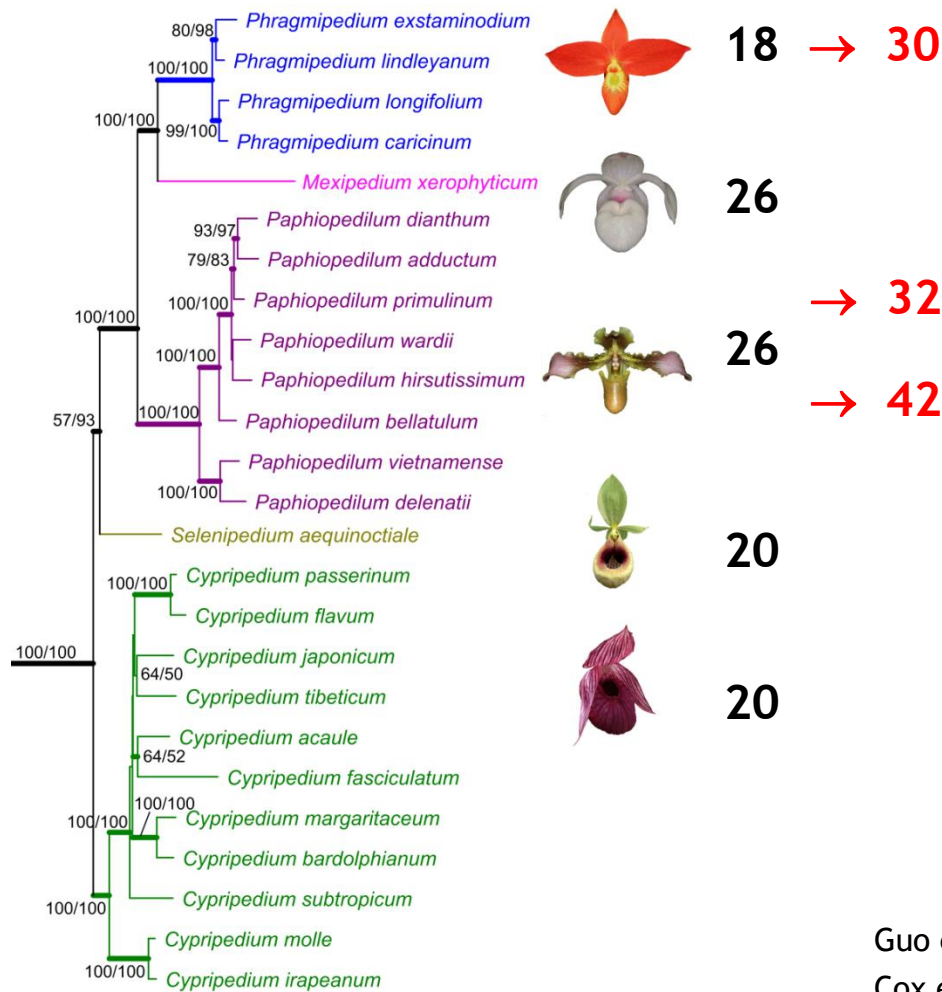 80/98
Phragmipedium exstaminodium
18 → 30
100/100
Phragmipedium lindleyanum
Phragmipedium longifolium
100/100
99/100
Phragmipedium caricinum
Mexipedium xerophyticum
26
Paphiopedilum dianthum
93/97
Paphiopedilum adductum
79/83
100/100
Paphiopedilum primulinum
→ 32
100/100
Paphiopedilum wardii
26
100/100
Paphiopedilum hirsutissimum
→ 42
57/93
100/100
Paphiopedilum bellatulum
Paphiopedilum vietnamense
100/100
Paphiopedilum delenatii
Selenipedium aequinoctiale
20
100/100
Cypripedium passerinum
Cypripedium flavum
100/100
Cypripedium japonicum
64/50
Cypripedium tibeticum
20
Cypripedium acaule
64/52
Cypripedium fasciculatum
100/100
100/100
Cypripedium margaritaceum
Cypripedium bardolphianum
Cypripedium subtropicum
100/100
Cypripedium molle
Guo
100/100
Cypripedium irapeanum
Cox